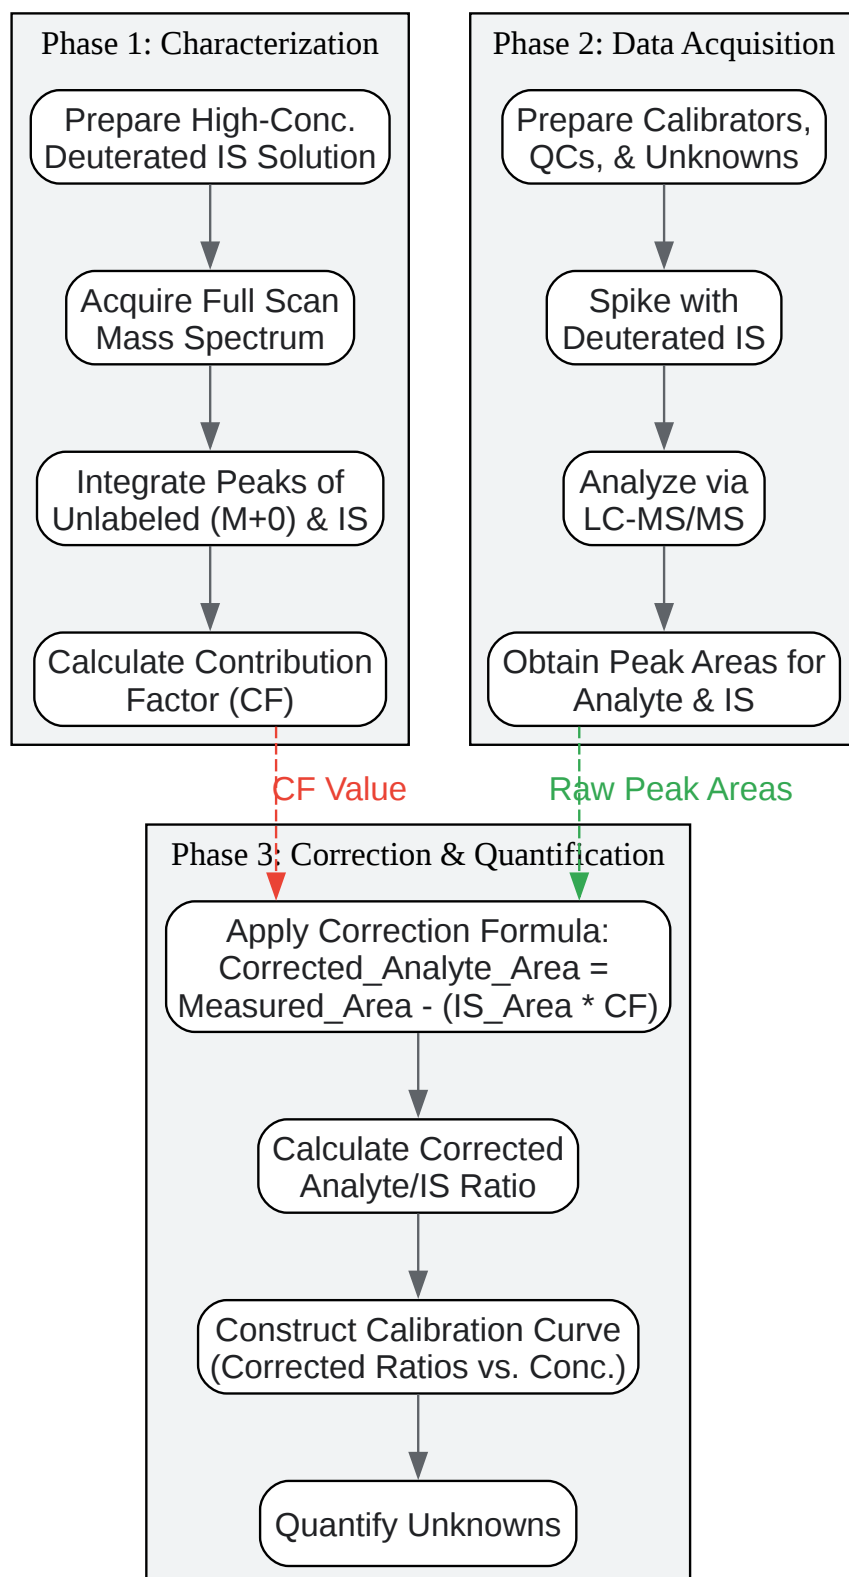 Phase 1: Characterization
Prepare High-Conc.
Deuterated IS Solution
Acquire Full Scan
Mass Spectrum
Integrate Peaks of
Unlabeled (M+0) & IS
Calculate Contribution
Factor (CF)
CF Value
Phase 2: Data Acquisition
Prepare Calibrators,
QCs, & Unknowns
Spike with
Deuterated IS
Analyze via
LC-MS/MS
Obtain Peak Areas for
Analyte & IS
Raw Peak Areas
Phase 3: Correction & Quantification
Apply Correction Formula:
Corrected_Analyte_Area =
Measured_Area - (IS_Area * CF)
Calculate Corrected
Analyte/IS Ratio
Construct Calibration Curve
(Corrected Ratios vs. Conc.)
Quantify Unknowns